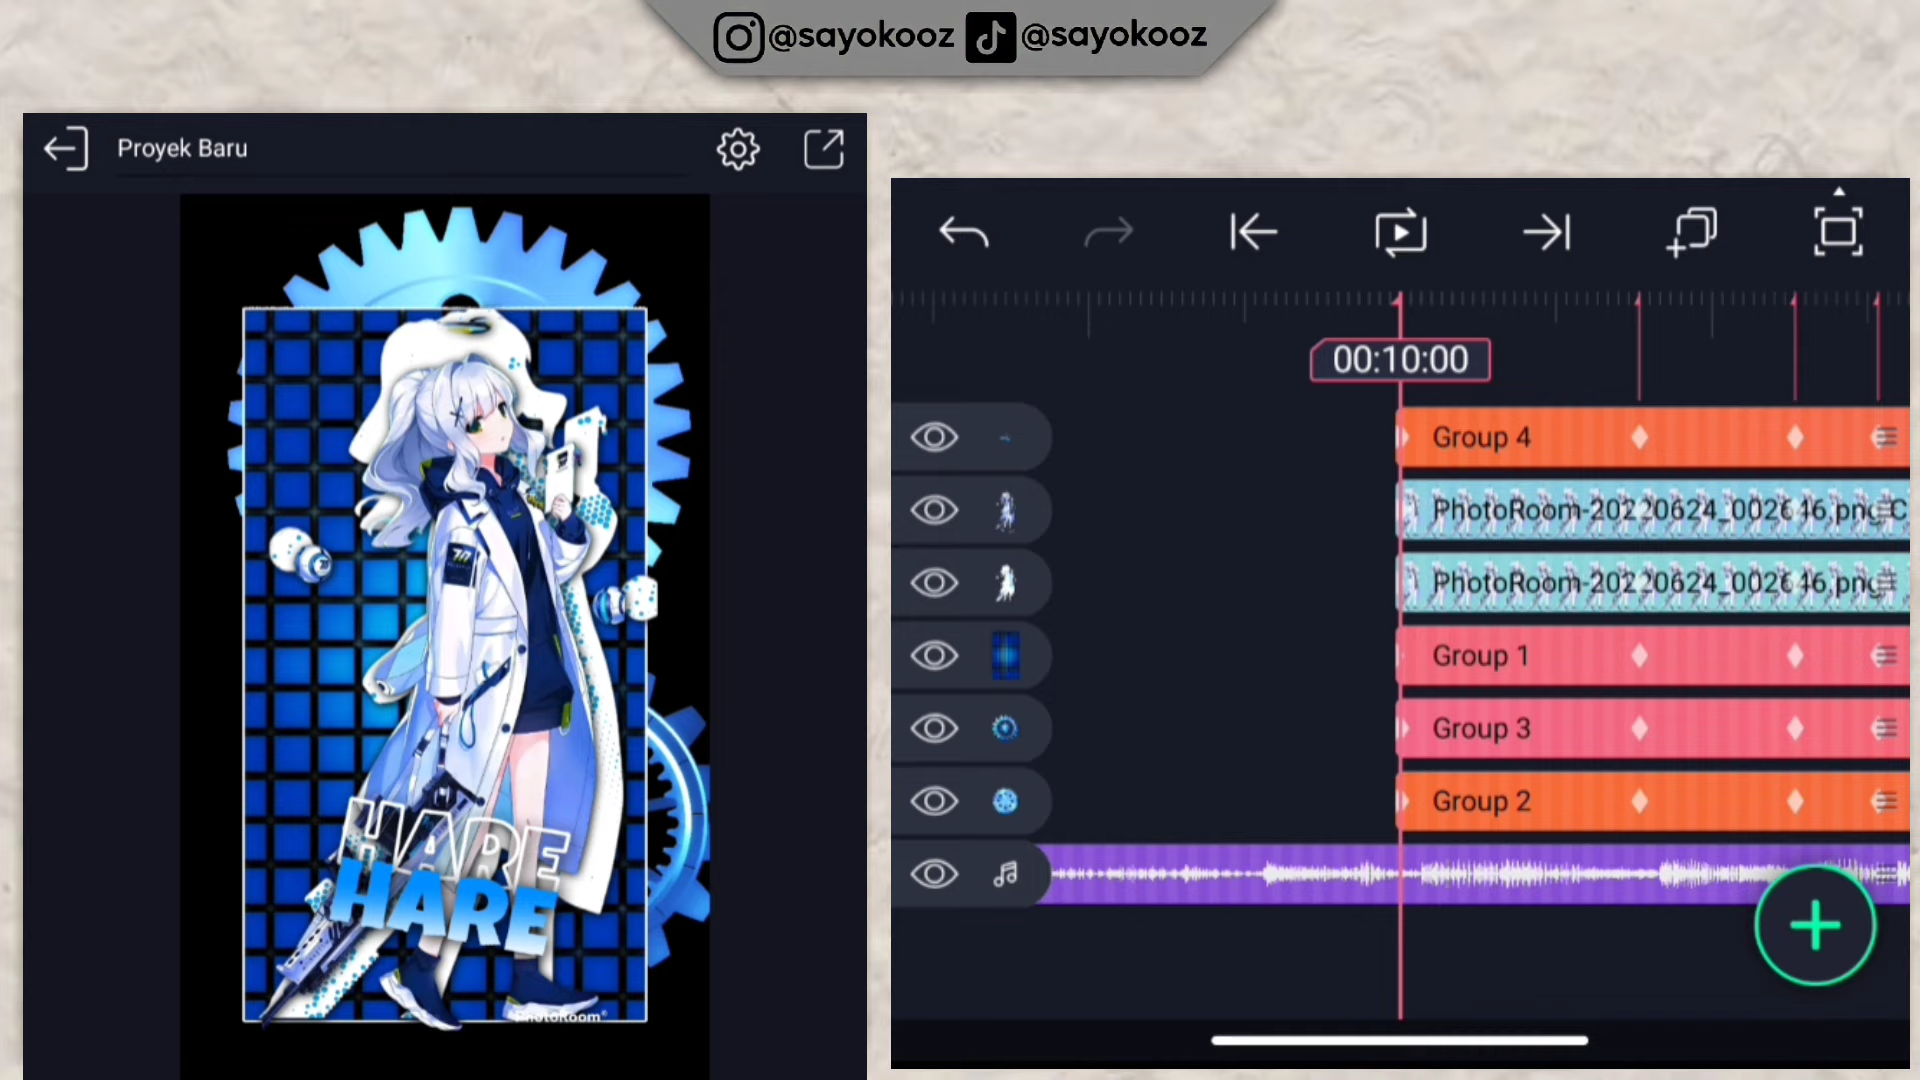 @sayokooz @sayokooz
Proyek Baru
HARE
HARE
PhotoRoom
00:10:00
Group 4
PhotoRoom-20220624_002646.png C
PhotoRoom-20220624_002646.png
Group 1
Group 3
Group 2